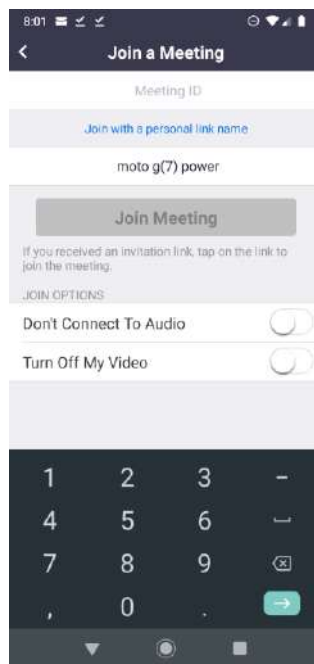 8:01
Join a Meeting
Meeting ID
Join with a personal link name
moto g(7) power
Join Meeting
If you received an invitation link, tap on the link to
join the meeting.
JOIN OPTIONS
Don't Connect To Audio
Turn Off My Video
1 2 3 -
4 5 6
7 8 9
, 0 .